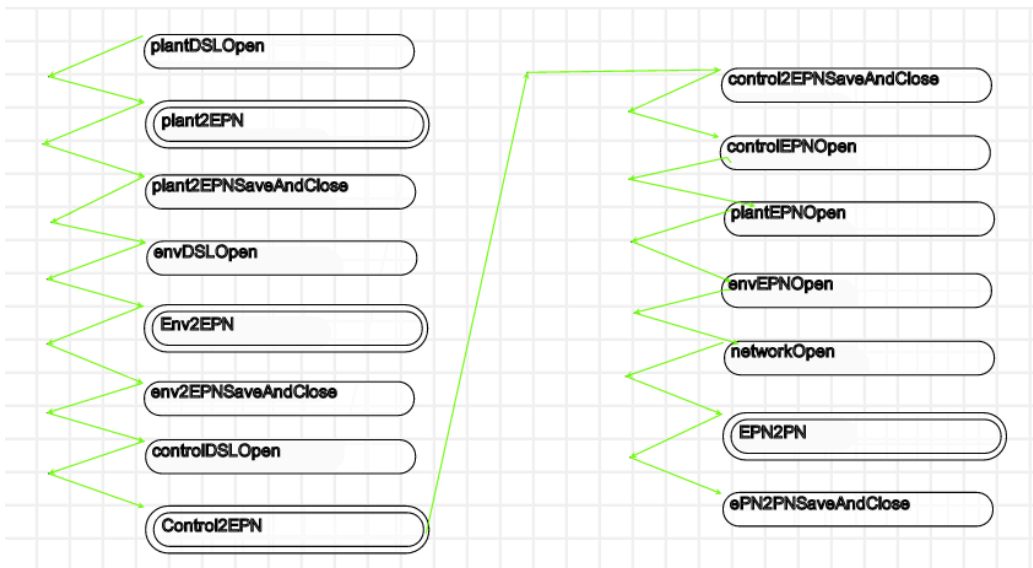 plantDSLOpen
plant2EPN
plant2EPNSaveAndClose
envDSLOpen
Env2EPN
env2EPNSaveAndClose
controlDSLOpen
Control2EPN
control2EPNSaveAndClose
controlEPNOpen
plantEPNOpen
envEPNOpen
networkOpen
EPN2PN
ePN2PNSaveAndClose